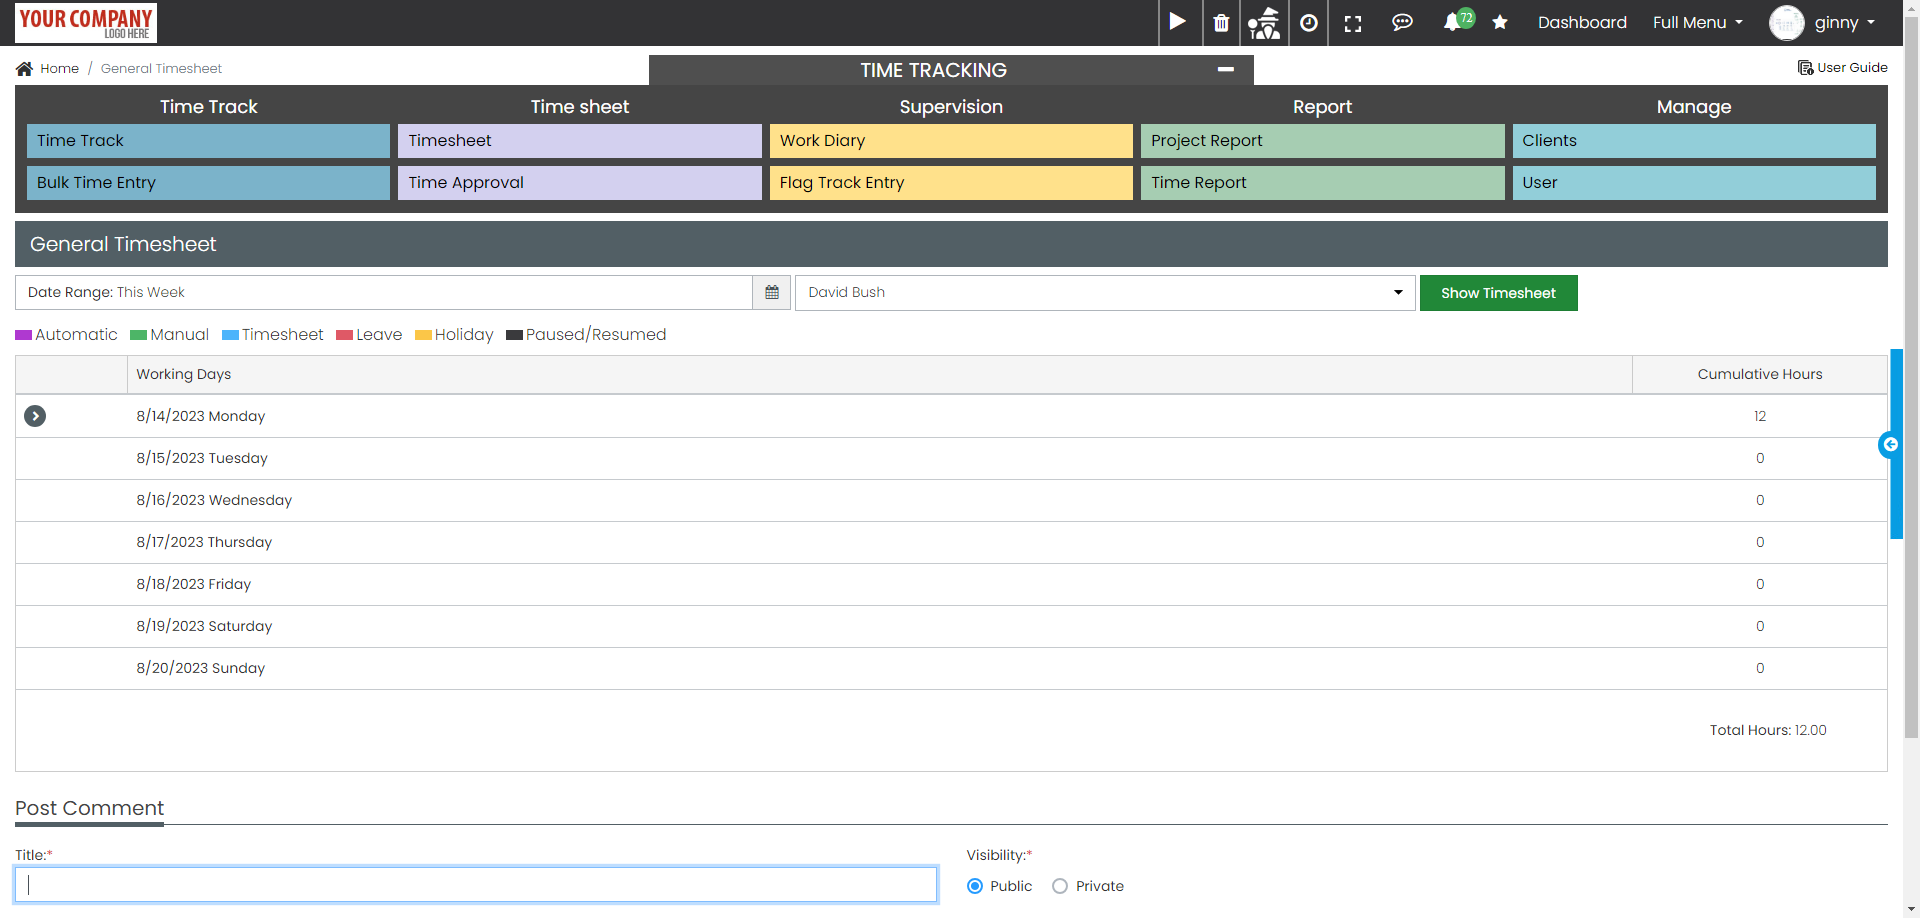 YOUR COMPANY
LOGO HERE
72
Dashboard
Full Menu
ginny
Home / General Timesheet
TIME TRACKING
User Guide
Time Track
Time sheet
Supervision
Report
Manage
Time Track
Timesheet
Work Diary
Project Report
Clients
Bulk Time Entry
Time Approval
Flag Track Entry
Time Report
User
General Timesheet
Date Range: This Week
David Bush
Show Timesheet
Automatic
Manual
Timesheet
Leave
Holiday
Paused/Resumed
Working Days
Cumulative Hours
8/14/2023 Monday
12
8/15/2023 Tuesday
0
8/16/2023 Wednesday
0
8/17/2023 Thursday
0
8/18/2023 Friday
0
8/19/2023 Saturday
0
8/20/2023 Sunday
0
Total Hours: 12.00
Post Comment
Title:*
Visibility:*
Public
Private